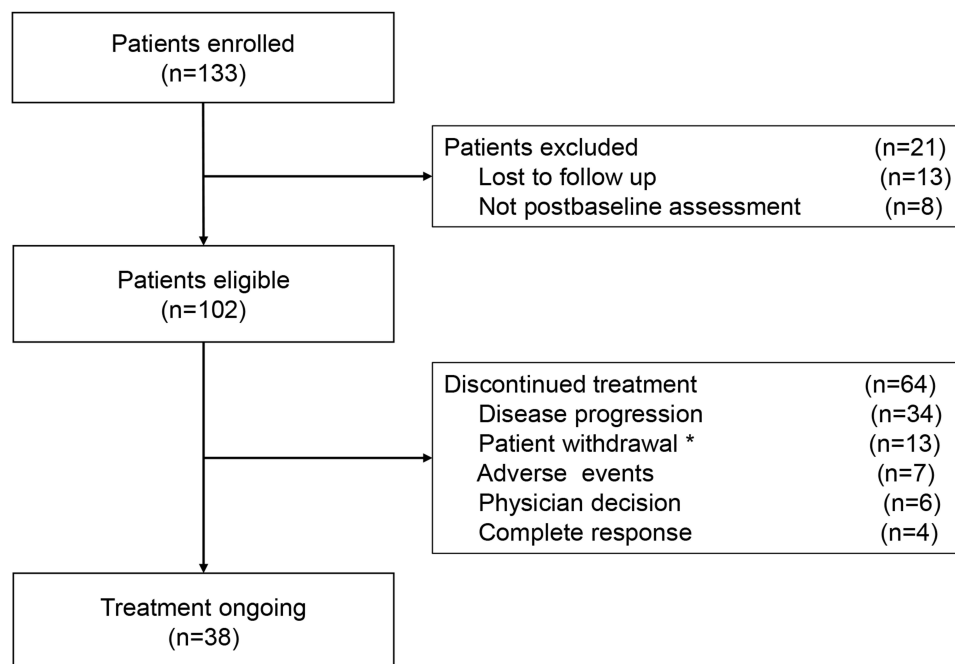 Patients enrolled
(n=133)
Patients excluded (n=21)
Lost to follow up (n=13)
Not postbaseline assessment (n=8)
Patients eligible
(n=102)
Discontinued treatment (n=64)
Disease progression (n=34)
Patient withdrawal * (n=13)
Adverse events (n=7)
Physician decision (n=6)
Complete response (n=4)
Treatment ongoing
(n=38)